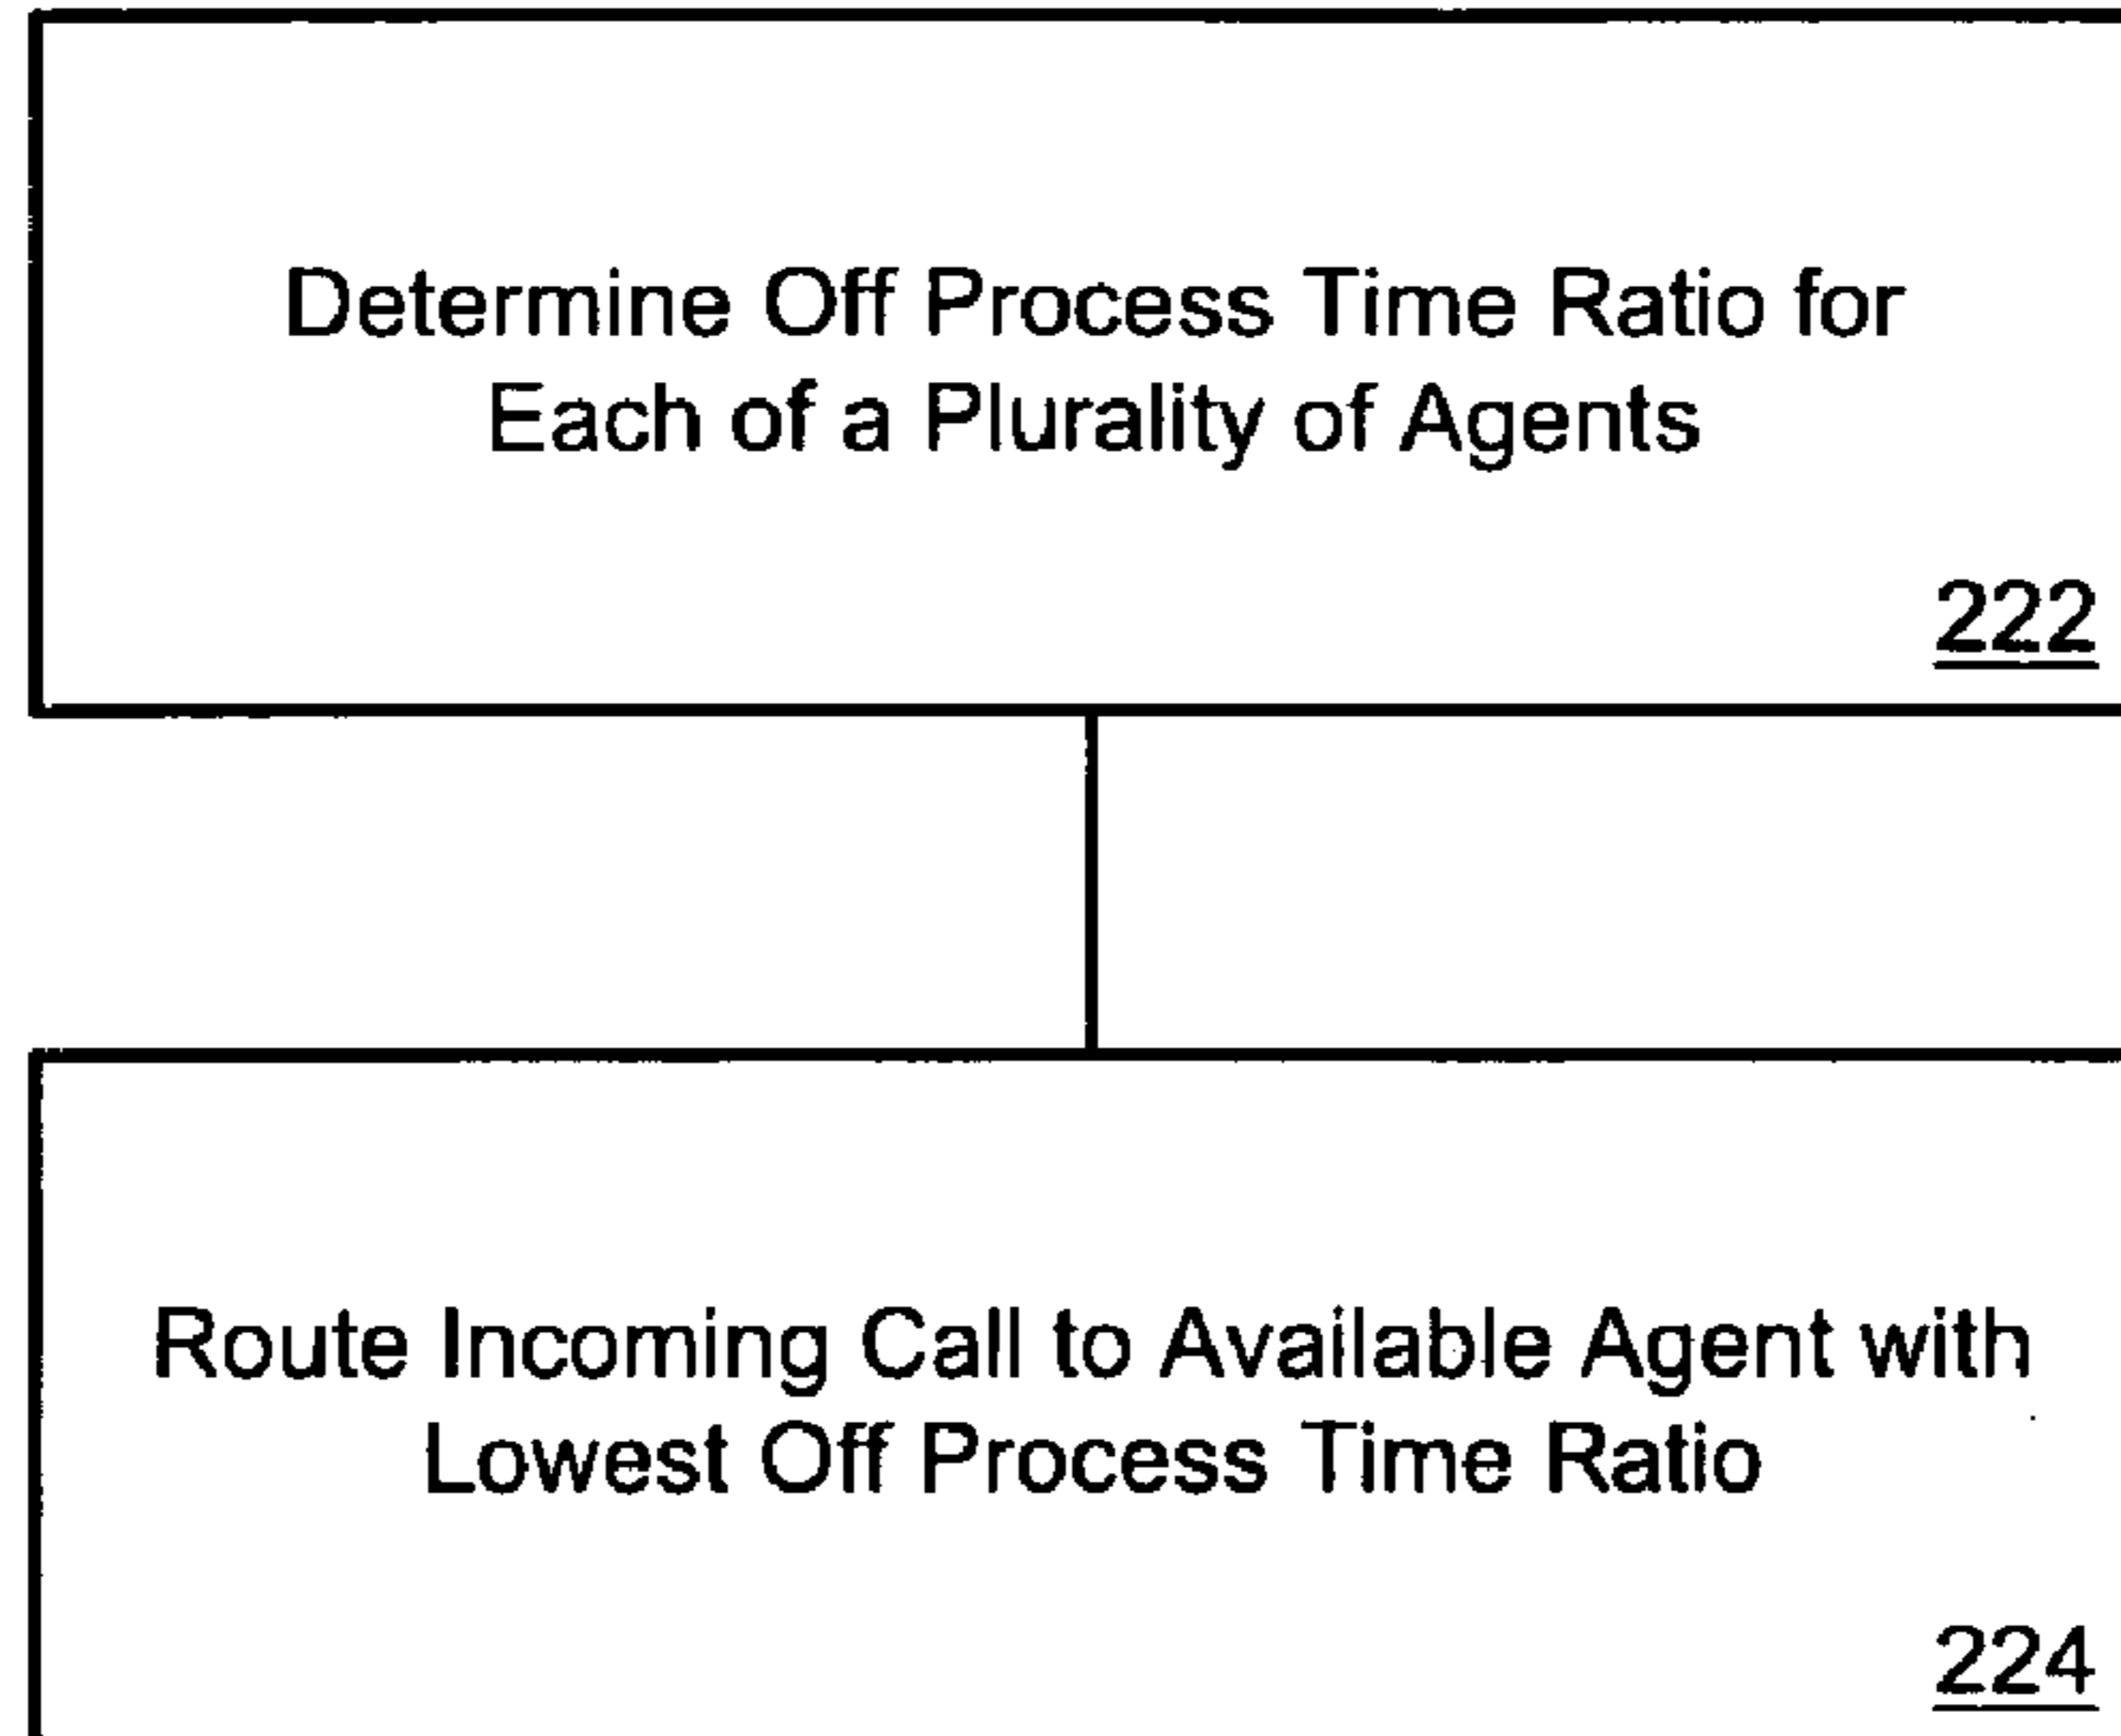 Determine Off Process Time Ratio for
Each of a Plurality of Agents
222
Route Incoming Call to Available Agent with
Lowest Off Process Time Ratio
224